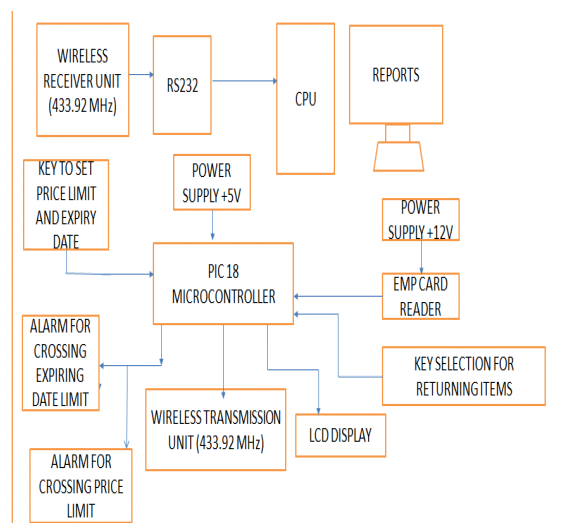 WIRELESS
RECEIVER UNIT
(433.92 MHz)
RS232
CPU
REPORTS
KEY TO SET
PRICE LIMIT
AND EXPIRY
DATE
POWER
SUPPLY +5V
POWER
SUPPLY +12V
PIC 18
MICROCONTROLLER
EMP CARD
READER
ALARM FOR
CROSSING
EXPIRING
DATE LIMIT
KEY SELECTION FOR
RETURNING ITEMS
WIRELESS TRANSMISSION
UNIT (433.92 MHz)
LCD DISPLAY
ALARM FOR
CROSSING PRICE
LIMIT